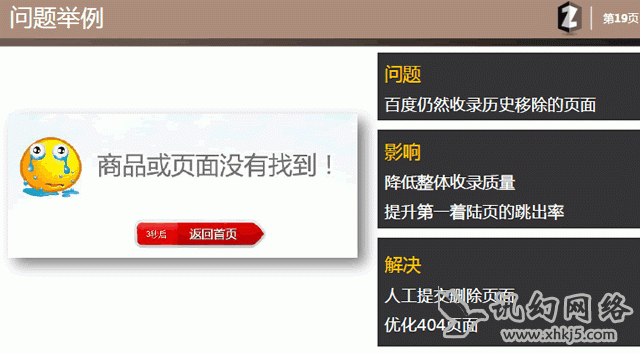 问题举例
Z
第19页
商品或页面没有找到！
3秒后
返回首页
问题
百度仍然收录历史移除的页面
影响
降低整体收录质量
提升第一着陆页的跳出率
解决
人工提交删除页面
优化404页面
讯幻网络
www.xhkj5.com